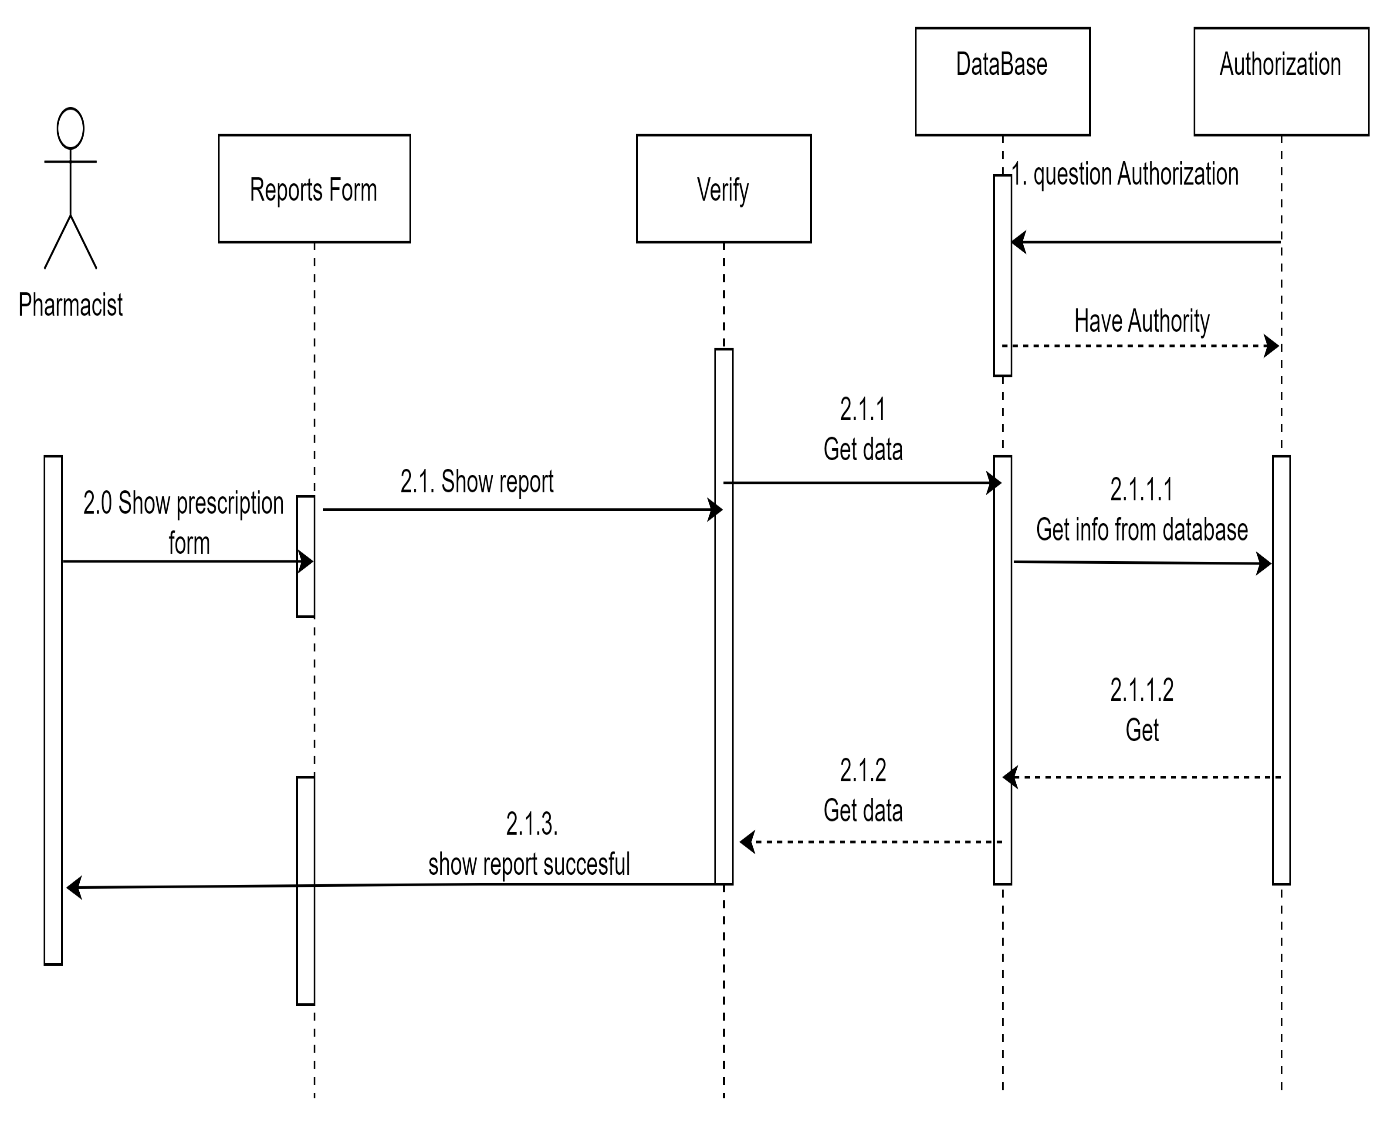 DataBase
Authorization
Reports Form
Verify
Pharmacist
1. question Authorization
Have Authority
2.1.1
Get data
2.0 Show prescription
form
2.1. Show report
2.1.1.1
Get info from database
2.1.1.2
Get
2.1.2
Get data
2.1.3.
show report succesful